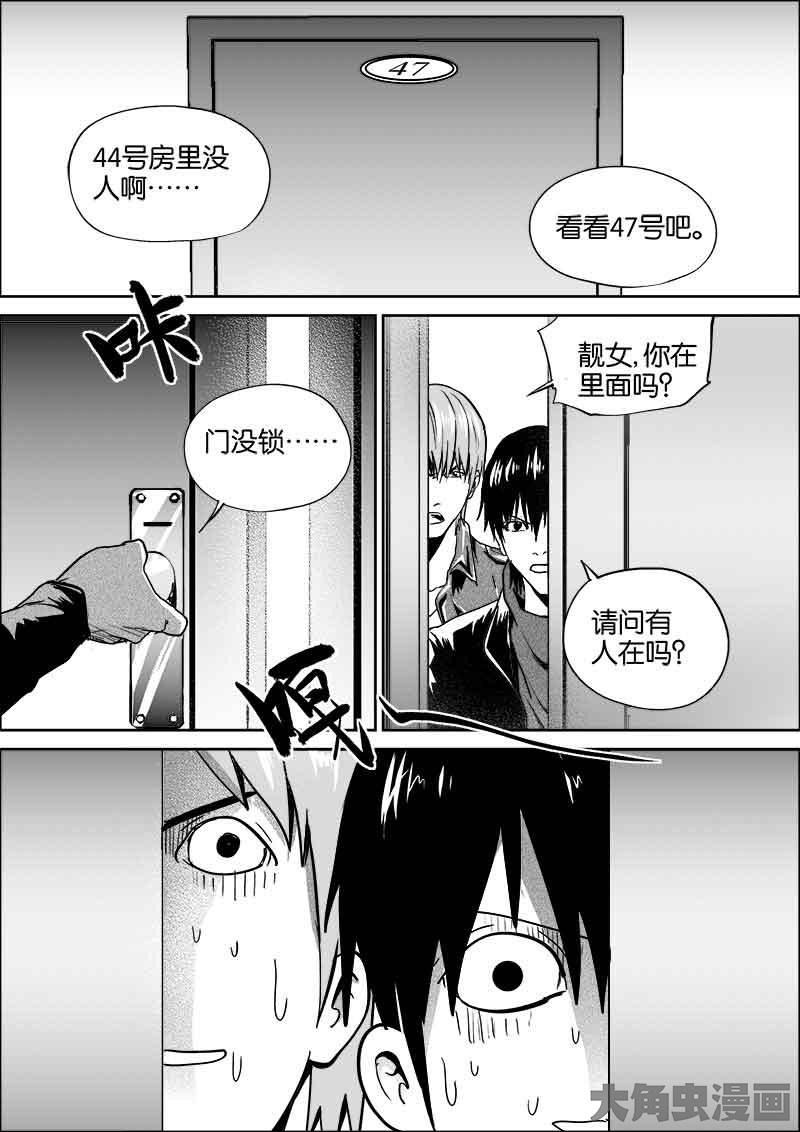 47
44号房里没
人啊……
看看47号吧。
咔
门没锁……
靓女,你在
里面吗?
请问有
人在吗?
嘎
大角虫漫画